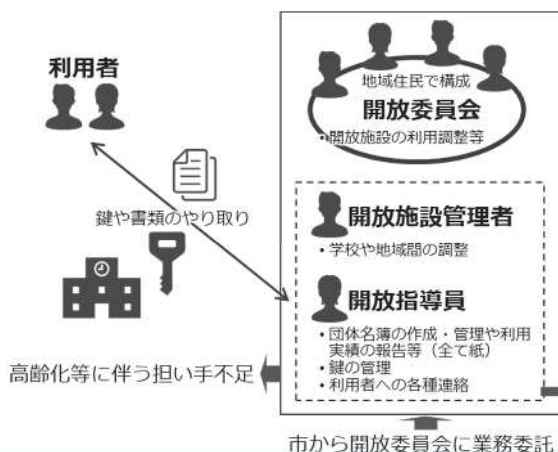 利用者
鍵や書類のやり取り
高齢化等に伴う担い手不足
地域住民で構成
開放委員会
・開放施設の利用調整等
開放施設管理者
・学校や地域間の調整
開放指導員
・団体名簿の作成・管理や利用
実績の報告等（全て紙）
・鍵の管理
・利用者への各種連絡
市から開放委員会に業務委託